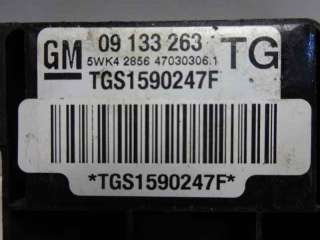 GM 09 133 263 TG
5WK4 2856 47030306.1
TGS1590247F
*TGS1590247F*